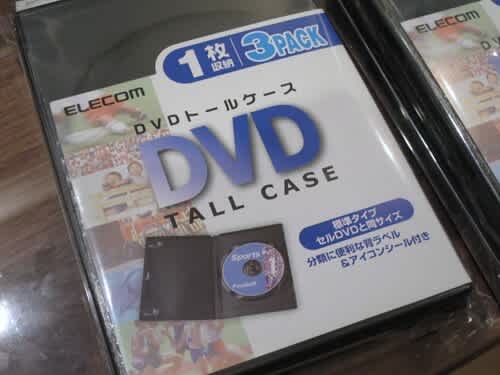 1枚収納 3PACK
ELECOM
DVDトールケース
DVD
TALL CASE
標準タイプ
セルDVDと同サイズ
分類に便利な背ラベル
&アイコンシール付き
Sports
Football